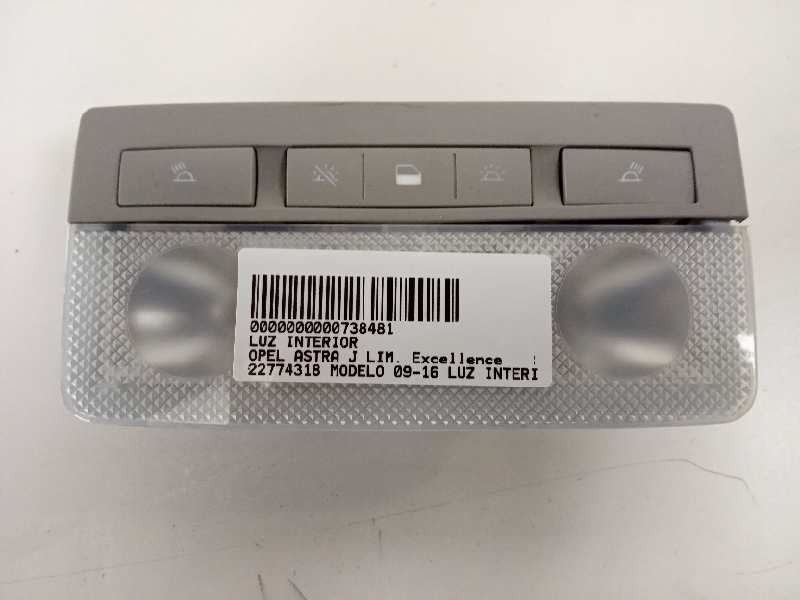 0000000000738481
LUZ INTERIOR
OPEL ASTRA J LIM. Excellence
22774318 MODELO 09-16 LUZ INTERI